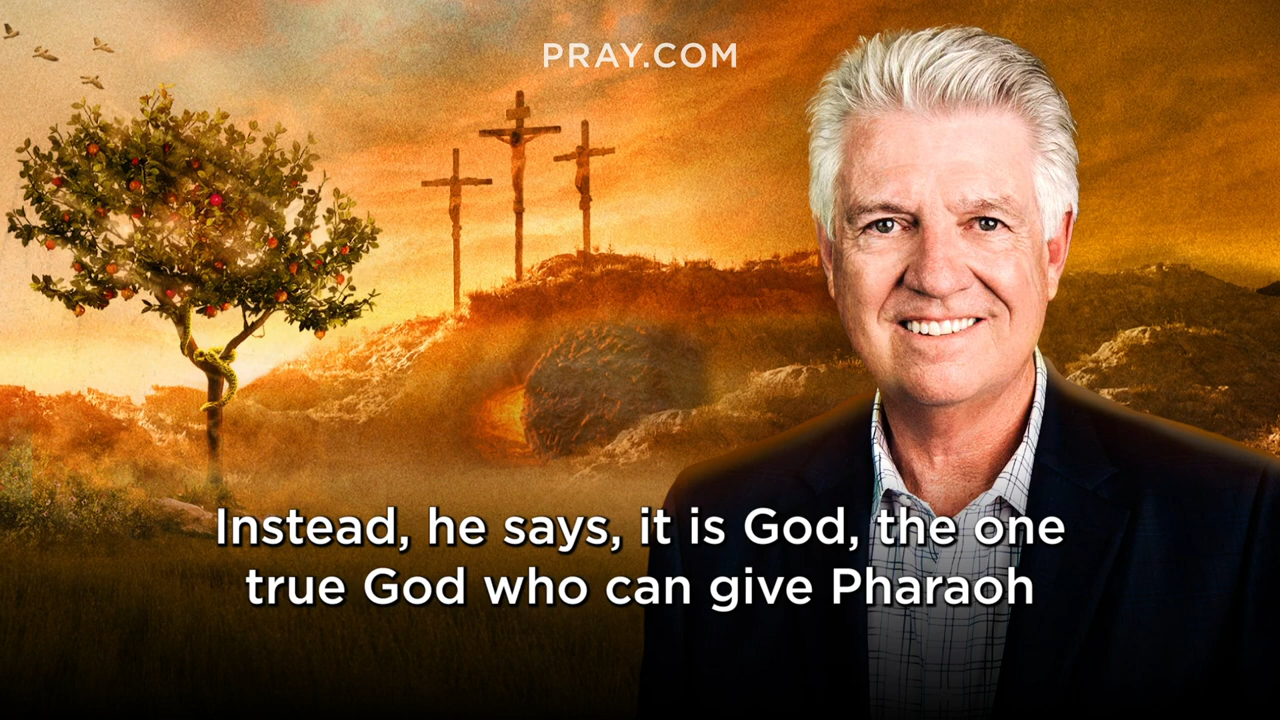 PRAY.COM
Instead, he says, it is God, the one
true God who can give Pharaoh